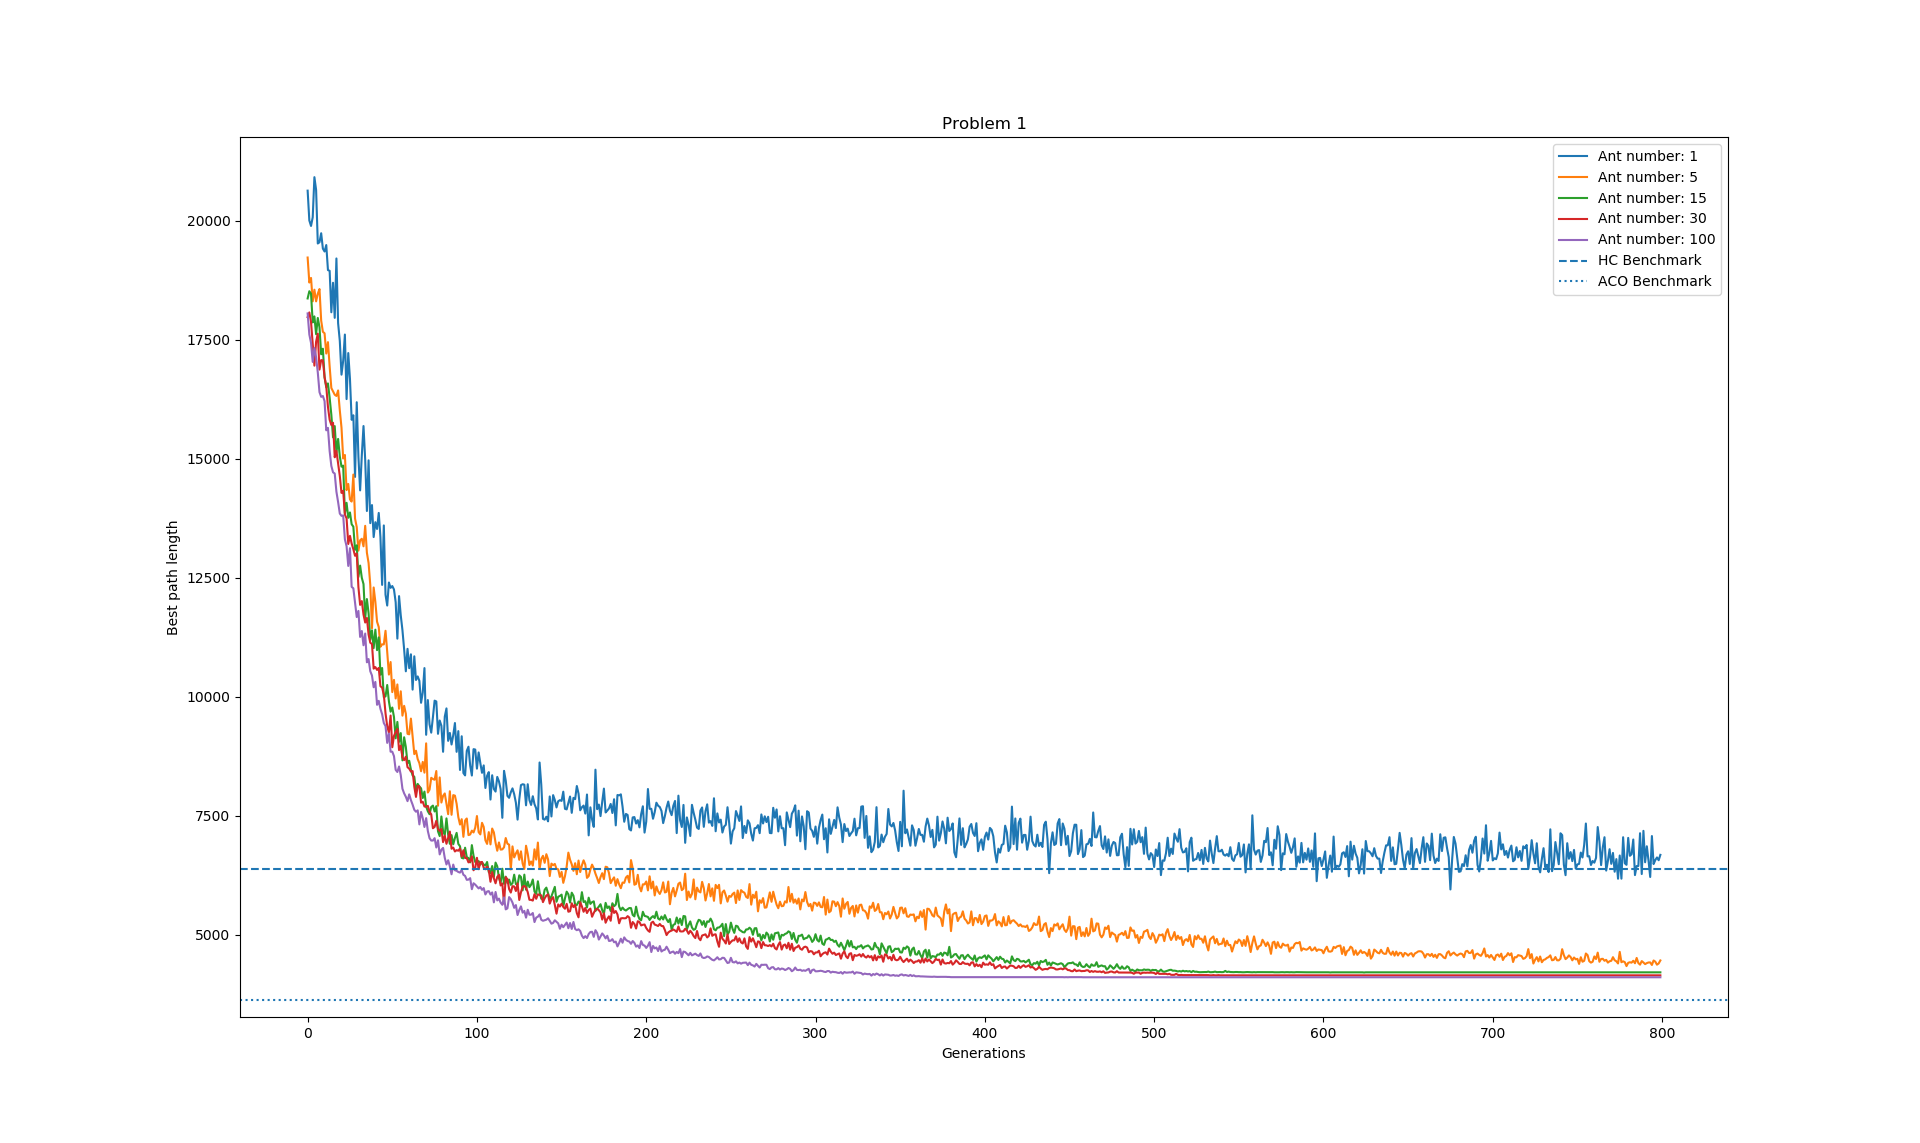 Problem 1
Ant number: 1
Ant number: 5
Ant number: 15
Ant number: 30
Ant number: 100
HC Benchmark
ACO Benchmark
20000
17500
15000
12500
10000
7500
5000
Best path length
0 100 200 300 400 500 600 700 800
Generations